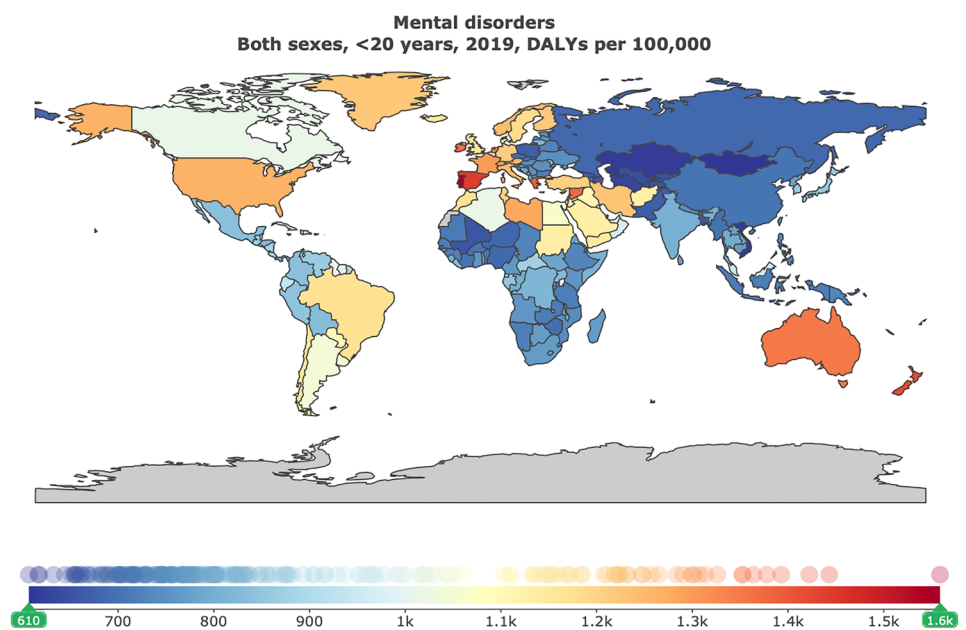 Mental disorders
Both sexes, <20 years, 2019, DALYs per 100,000
610 700 800 900 1k 1.1k 1.2k 1.3k 1.4k 1.5k 1.6k